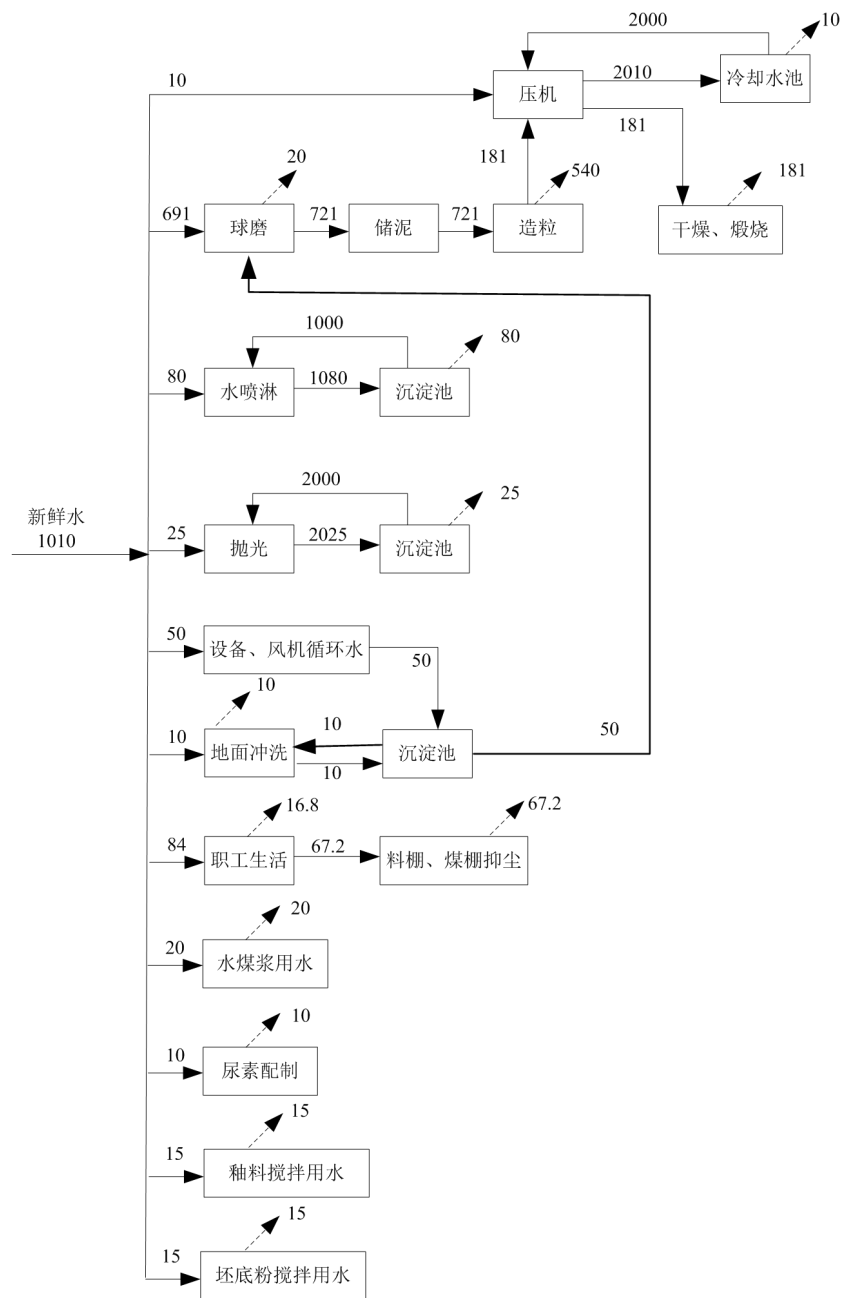 2000
10
10
压机
2010
冷却水池
181
181
20
540
181
691
球磨
721
储泥
721
造粒
干燥、煅烧
1000
80
80
水喷淋
1080
沉淀池
2000
25
新鲜水
1010
25
抛光
2025
沉淀池
50
设备、风机循环水
50
10
10
地面冲洗
10
10
沉淀池
50
16.8
67.2
84
职工生活
67.2
料棚、煤棚抑尘
20
20
水煤浆用水
10
10
尿素配制
15
15
釉料搅拌用水
15
15
坯底粉搅拌用水